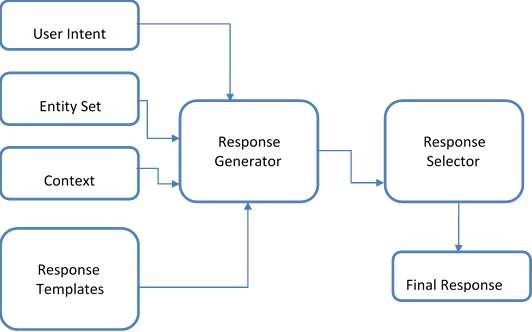 User Intent
Entity Set
Context
Response
Templates
Response
Generator
Response
Selector
Final Response